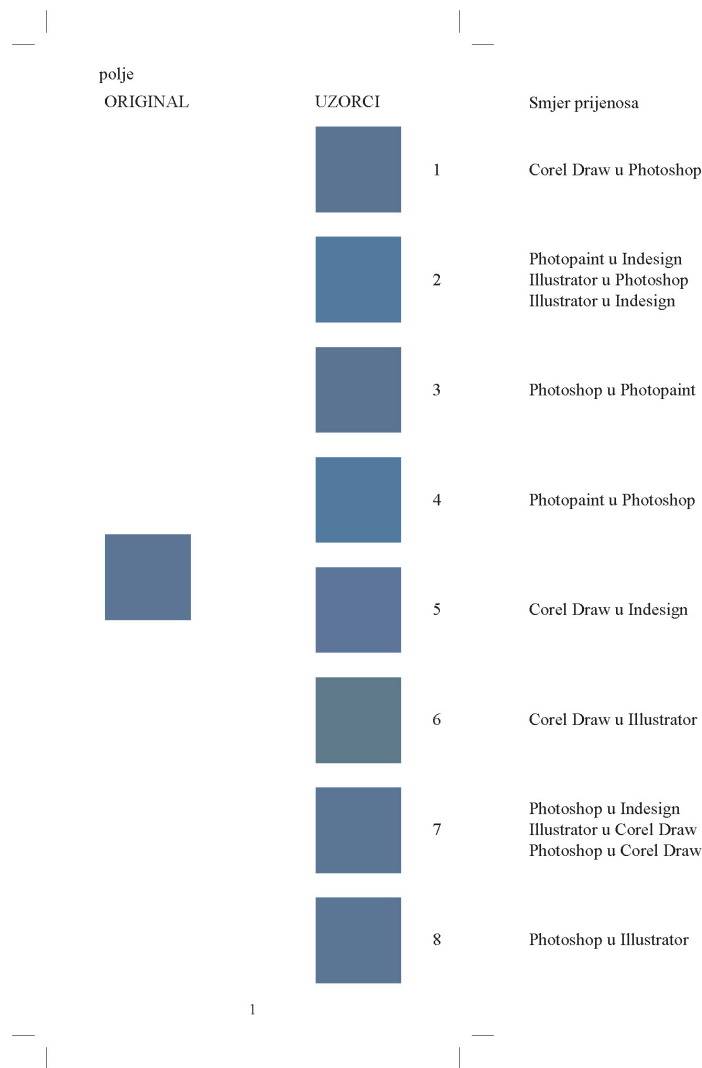 polje
ORIGINAL UZORCI Smjer prijenosa
1 Corel Draw u Photoshop
Photopaint u Indesign
2 Illustrator u Photoshop
Illustrator u Indesign
3 Photoshop u Photopaint
4 Photopaint u Photoshop
5 Corel Draw u Indesign
6 Corel Draw u Illustrator
Photoshop u Indesign
7 Illustrator u Corel Draw
Photoshop u Corel Draw
8 Photoshop u Illustrator
1